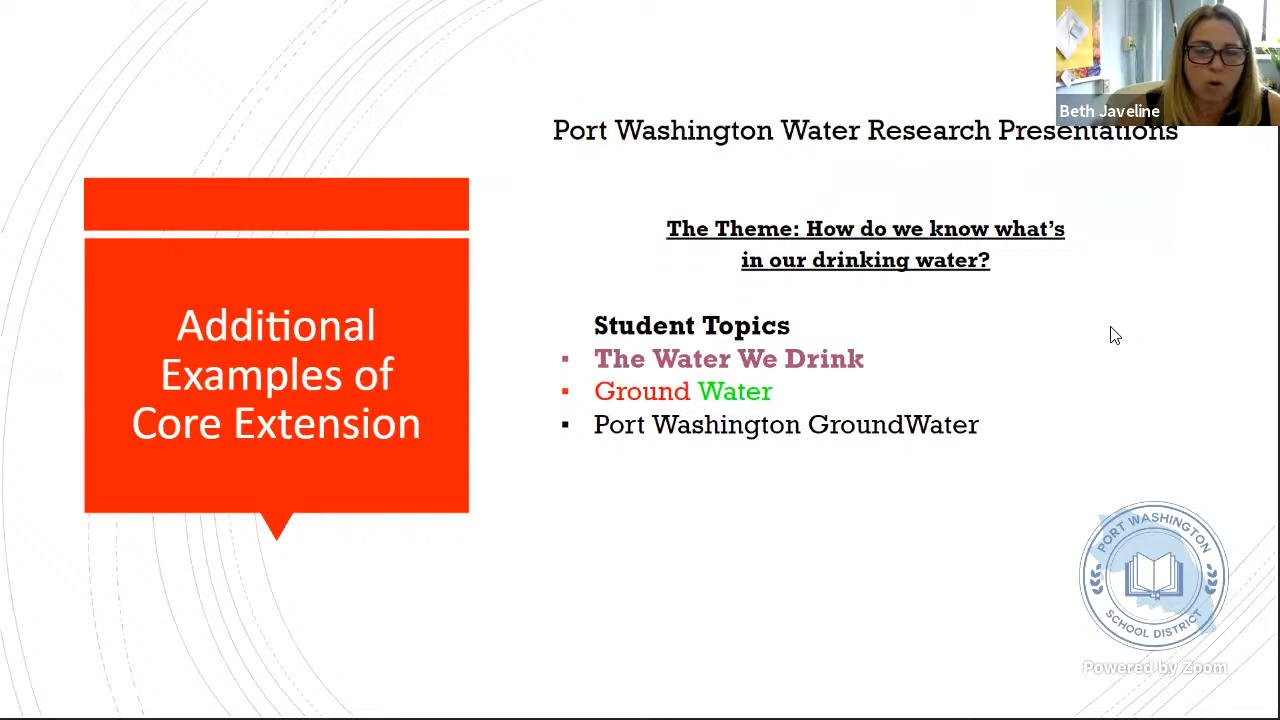 Beth Javeline
Port Washington Water Research Presentations
The Theme: How do we know what's
in our drinking water?
Additional
Examples of
Core Extension
Student Topics
▪ The Water We Drink
▪ Ground Water
▪ Port Washington GroundWater
PORT WASHINGTON
SCHOOL DISTRICT
Powered by Zoom